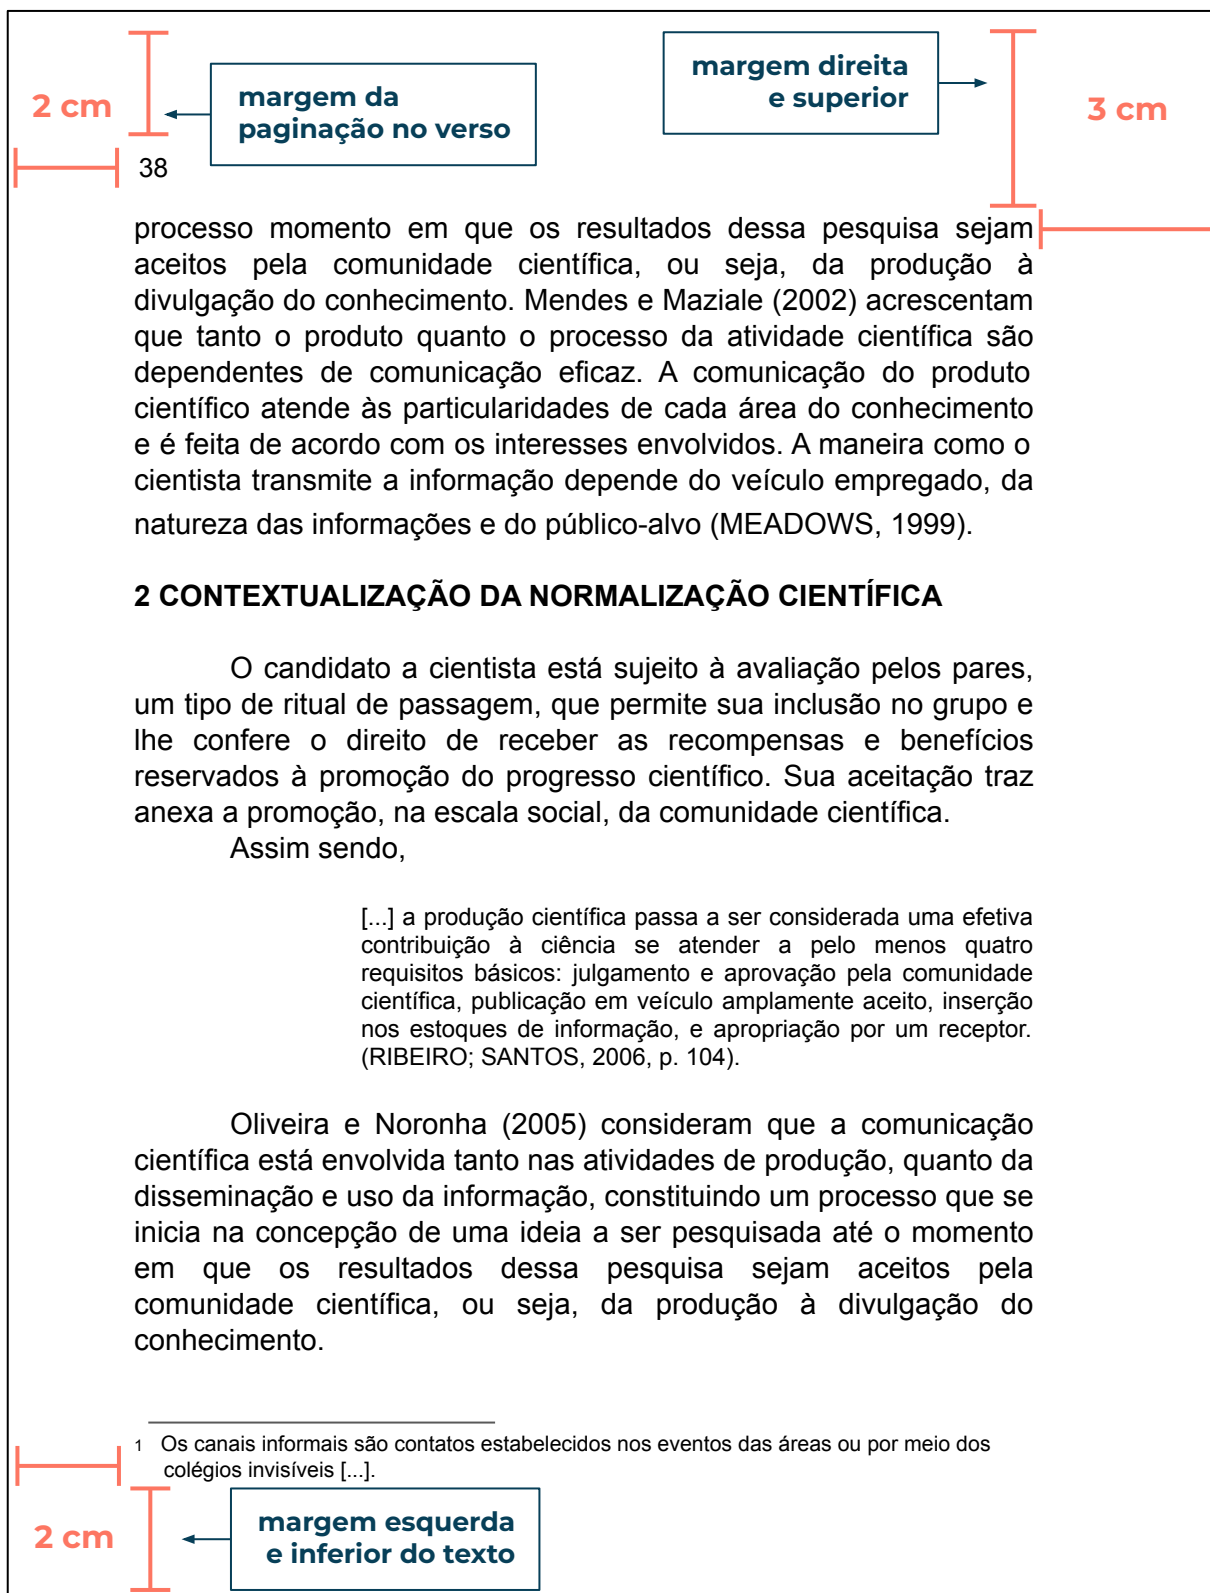 2 cm
margem da
paginação no verso
margem direita
e superior
3 cm
38
processo momento em que os resultados dessa pesquisa sejam
aceitos pela comunidade científica, ou seja, da produção à
divulgação do conhecimento. Mendes e Maziale (2002) acrescentam
que tanto o produto quanto o processo da atividade científica são
dependentes de comunicação eficaz. A comunicação do produto
científico atende às particularidades de cada área do conhecimento
e é feita de acordo com os interesses envolvidos. A maneira como o
cientista transmite a informação depende do veículo empregado, da
natureza das informações e do público-alvo (MEADOWS, 1999).
2 CONTEXTUALIZAÇÃO DA NORMALIZAÇÃO CIENTÍFICA
O candidato a cientista está sujeito à avaliação pelos pares,
um tipo de ritual de passagem, que permite sua inclusão no grupo e
lhe confere o direito de receber as recompensas e benefícios
reservados à promoção do progresso científico. Sua aceitação traz
anexa a promoção, na escala social, da comunidade científica.
Assim sendo,
[...] a produção científica passa a ser considerada uma efetiva
contribuição à ciência se atender a pelo menos quatro
requisitos básicos: julgamento e aprovação pela comunidade
científica, publicação em veículo amplamente aceito, inserção
nos estoques de informação, e apropriação por um receptor.
(RIBEIRO; SANTOS, 2006, p. 104).
Oliveira e Noronha (2005) consideram que a comunicação
científica está envolvida tanto nas atividades de produção, quanto da
disseminação e uso da informação, constituindo um processo que se
inicia na concepção de uma ideia a ser pesquisada até o momento
em que os resultados dessa pesquisa sejam aceitos pela
comunidade científica, ou seja, da produção à divulgação do
conhecimento.
1 Os canais informais são contatos estabelecidos nos eventos das áreas ou por meio dos
colégios invisíveis [...].
2 cm
margem esquerda
e inferior do texto